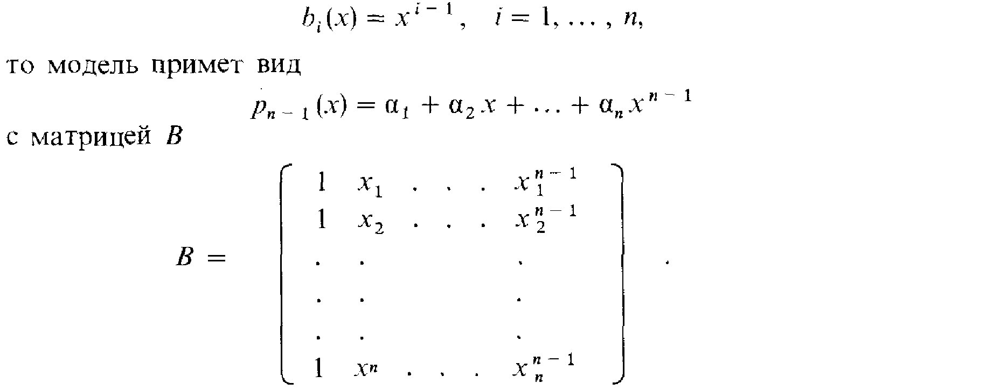 b_i(x) = x^{i − 1}, i = 1, ... , n,
то модель примет вид
p_{n − 1}(x) = α_1 + α_2 x + ... + α_n x^{n − 1}
с матрицей B
1 x_1 . . . x_1^{n − 1}
1 x_2 . . . x_2^{n − 1}
B = . . . .
. . .
. . .
1 x^n . . . x_n^{n − 1}